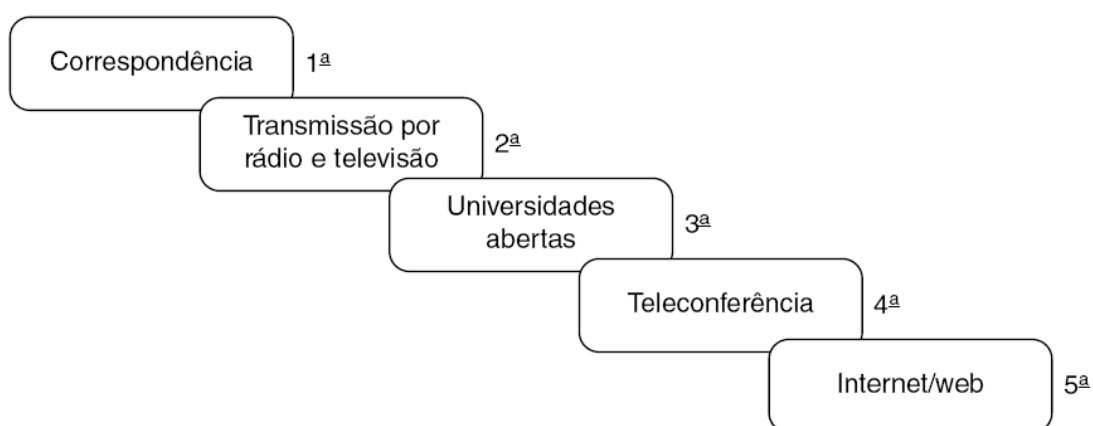 Correspondência 1ª
Transmissão por
rádio e televisão 2ª
Universidades
abertas 3ª
Teleconferência 4ª
Internet/web 5ª